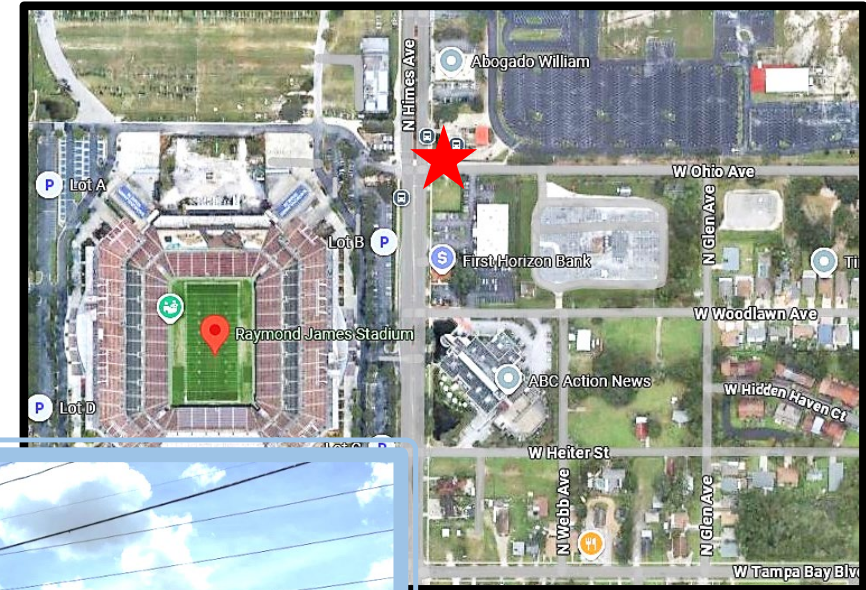 N Himes Ave
Abogado William
W Ohio Ave
P Lot A
N Glen Ave
Lot B P
$ First Horizon Bank
Raymond James Stadium
W Woodlawn Ave
ABC Action News
W Hidden Haven Ct
P Lot D
W Heiter St
N Webb Ave
N Glen Ave
W Tampa Bay Blv